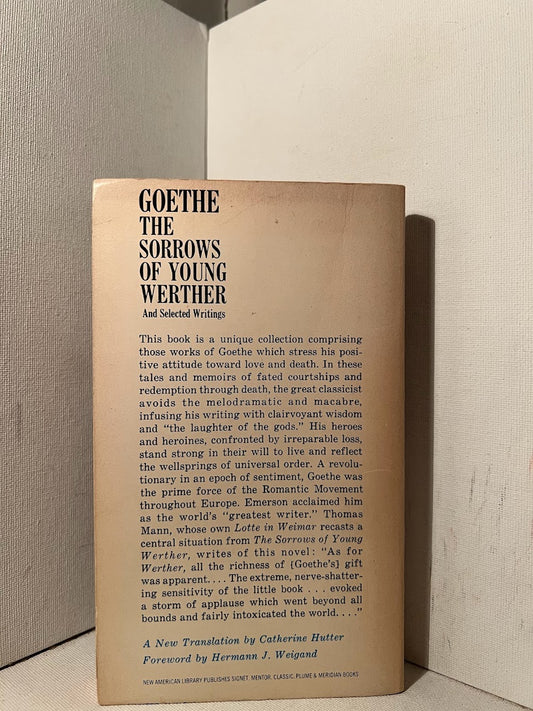 GOETHE
THE
SORROWS
OF YOUNG
WERTHER
And Selected Writings
This book is a unique collection comprising
those works of Goethe which stress his posi-
tive attitude toward love and death. In these
tales and memoirs of fated courtships and
redemption through death, the great classicist
avoids the melodramatic and macabre,
infusing his writing with clairvoyant wisdom
and “the laughter of the gods.” His heroes
and heroines, confronted by irreparable loss,
stand strong in their will to live and reflect
the wellsprings of universal order. A revolu-
tionary in an epoch of sentiment, Goethe was
the prime force of the Romantic Movement
throughout Europe. Emerson acclaimed him
as the world's “greatest writer.” Thomas
Mann, whose own Lotte in Weimar recasts a
central situation from The Sorrows of Young
Werther, writes of this novel: “As for
Werther, all the richness of {Goethe's} gift
was apparent.... The extreme, nerve-shatter-
ing sensitivity of the little book ... evoked
a storm of applause which went beyond all
bounds and fairly intoxicated the world....”
A New Translation by Catherine Hutter
Foreword by Hermann J. Weigand
NEW AMERICAN LIBRARY PUBLISHES SIGNET, MENTOR, CLASSIC, PLUME & MERIDIAN BOOKS